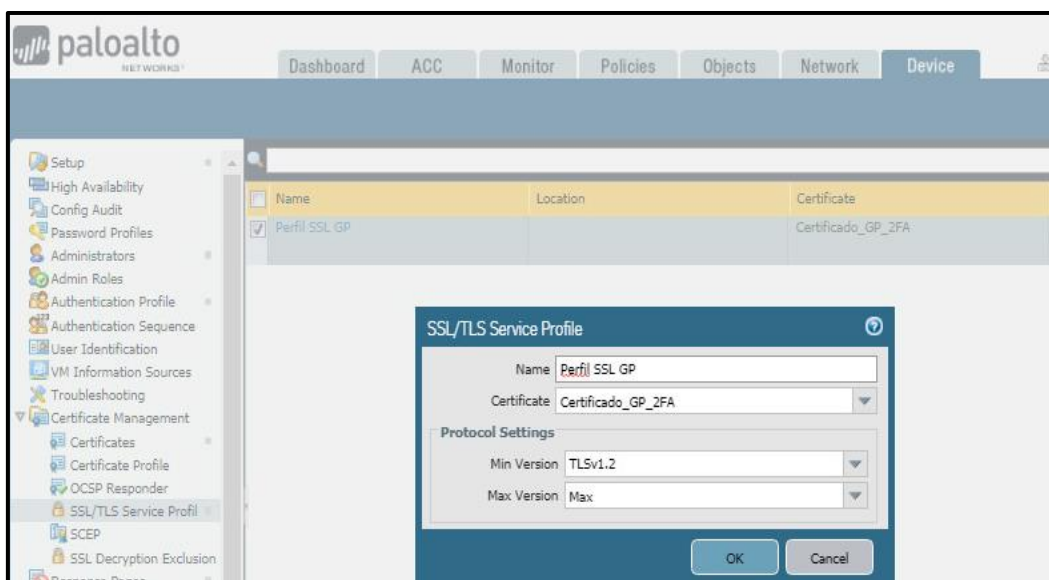 paloalto
NETWORKS
Dashboard ACC Monitor Policies Objects Network Device
Setup
High Availability
Config Audit
Password Profiles
Administrators
Admin Roles
Authentication Profile
Authentication Sequence
User Identification
VM Information Sources
Troubleshooting
Certificate Management
Certificates
Certificate Profile
OCSP Responder
SSL/TLS Service Profil
SCEP
SSL Decryption Exclusion
Response Pages
Name Location Certificate
Perfil SSL GP Certificado_GP_2FA
SSL/TLS Service Profile
Name Perfil SSL GP
Certificate Certificado_GP_2FA
Protocol Settings
Min Version TLSv1.2
Max Version Max
OK Cancel